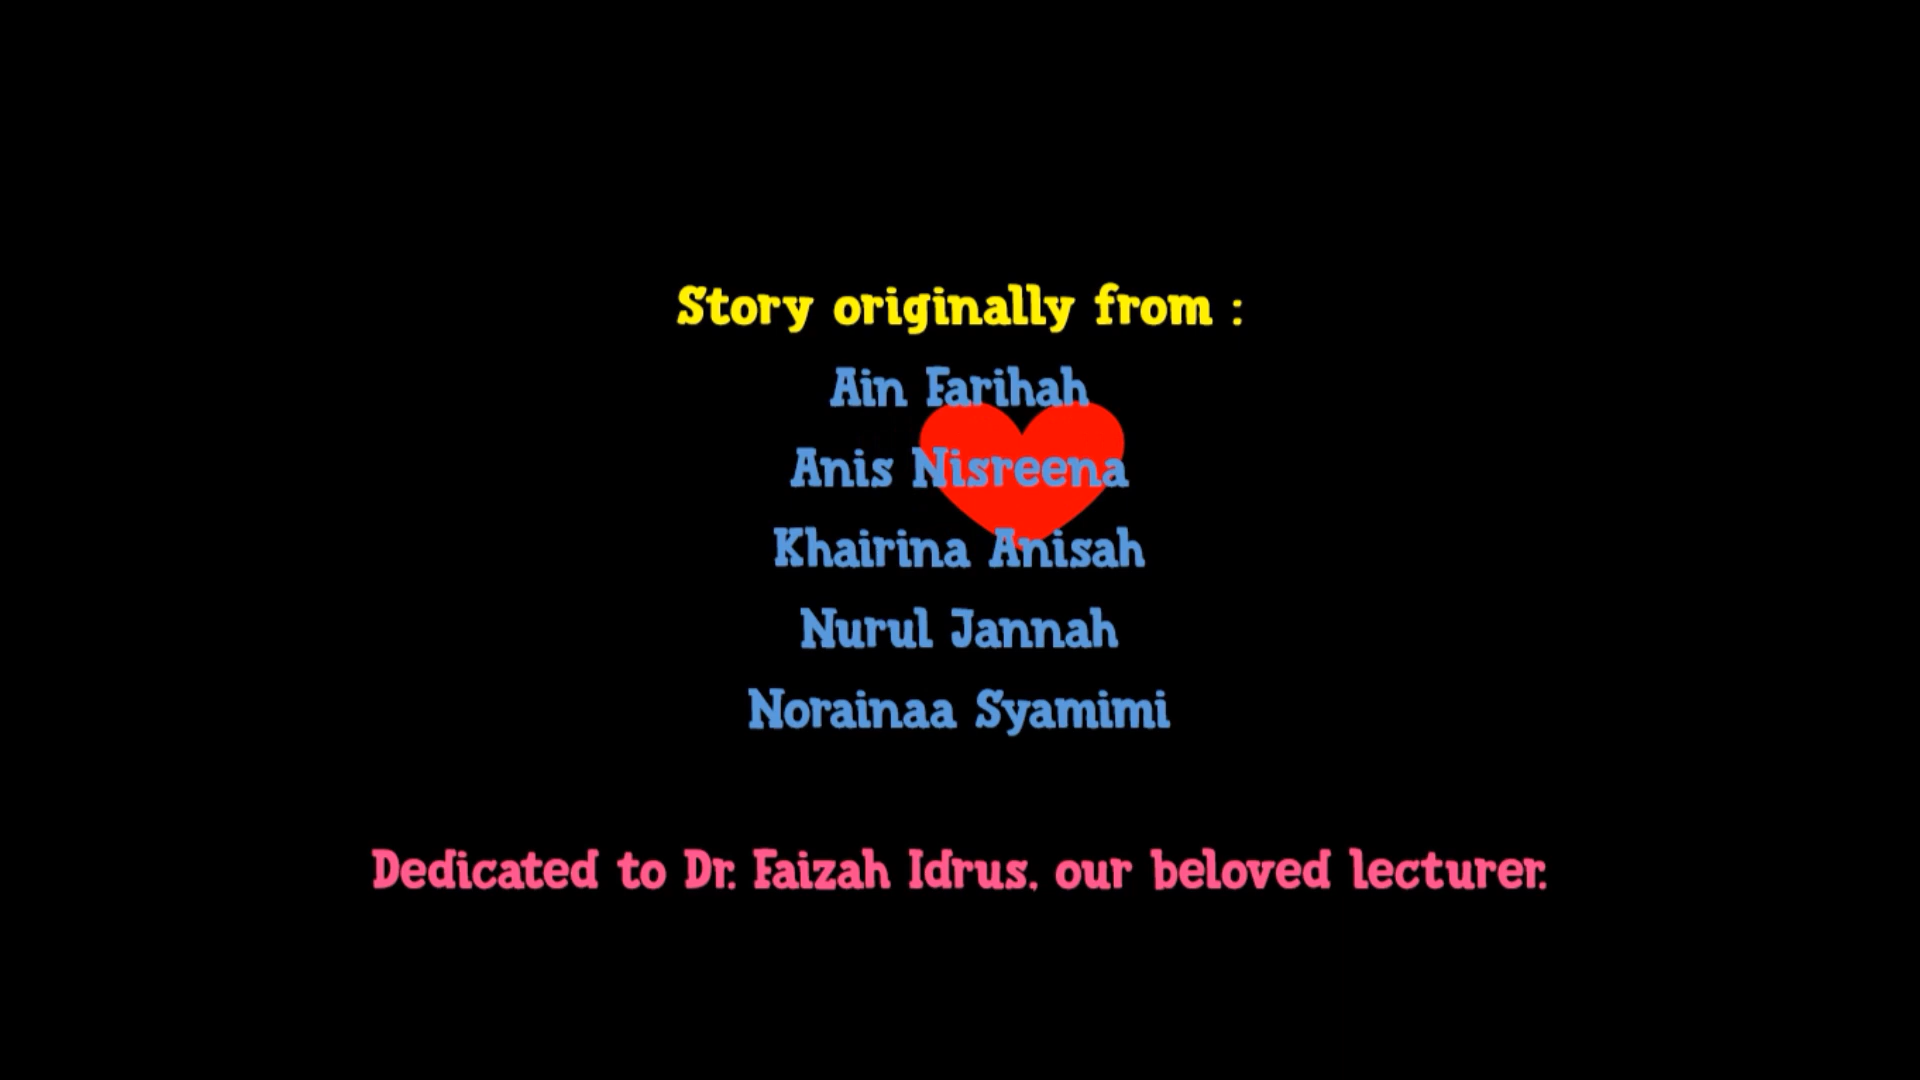 Story originally from :
Ain Farihah
Anis Nisreena
Khairina Anisah
Nurul Jannah
Norainaa Syamimi
Dedicated to Dr. Faizah Idrus, our beloved lecturer.